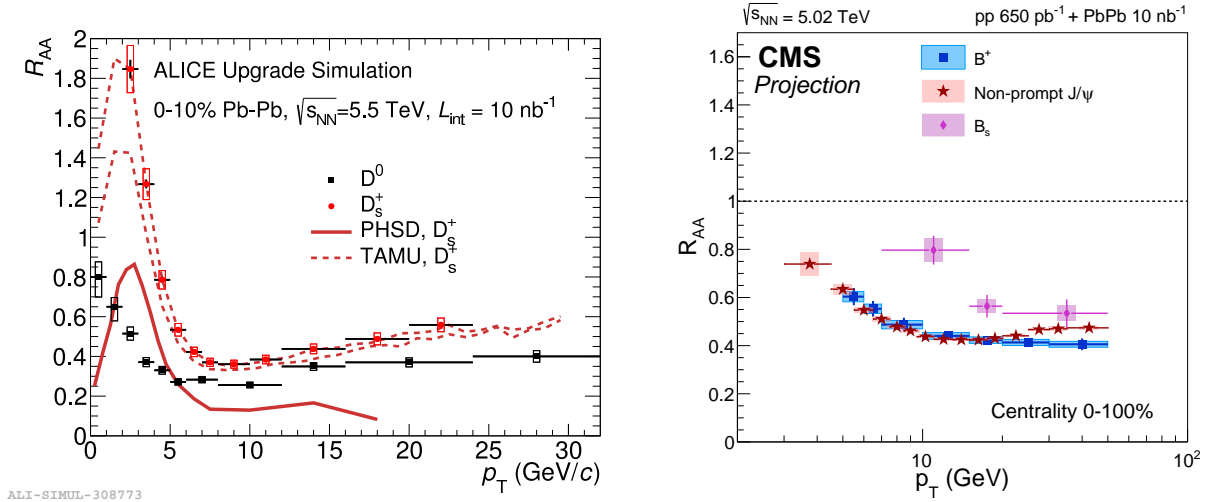 R_AA
2
1.8
1.6
1.4
1.2
1
0.8
0.6
0.4
0.2
0
ALICE Upgrade Simulation
0-10% Pb-Pb, √s_NN=5.5 TeV, L_int = 10 nb⁻¹
D⁰
D_s⁺
PHSD, D_s⁺
TAMU, D_s⁺
0 5 10 15 20 25 30
p_T (GeV/c)
ALI-SIMUL-308773
√s_NN = 5.02 TeV pp 650 pb⁻¹ + PbPb 10 nb⁻¹
CMS
Projection
B⁺
Non-prompt J/ψ
B_s
R_AA
1.6
1.4
1.2
1
0.8
0.6
0.4
0.2
0
Centrality 0-100%
10 10²
p_T (GeV)